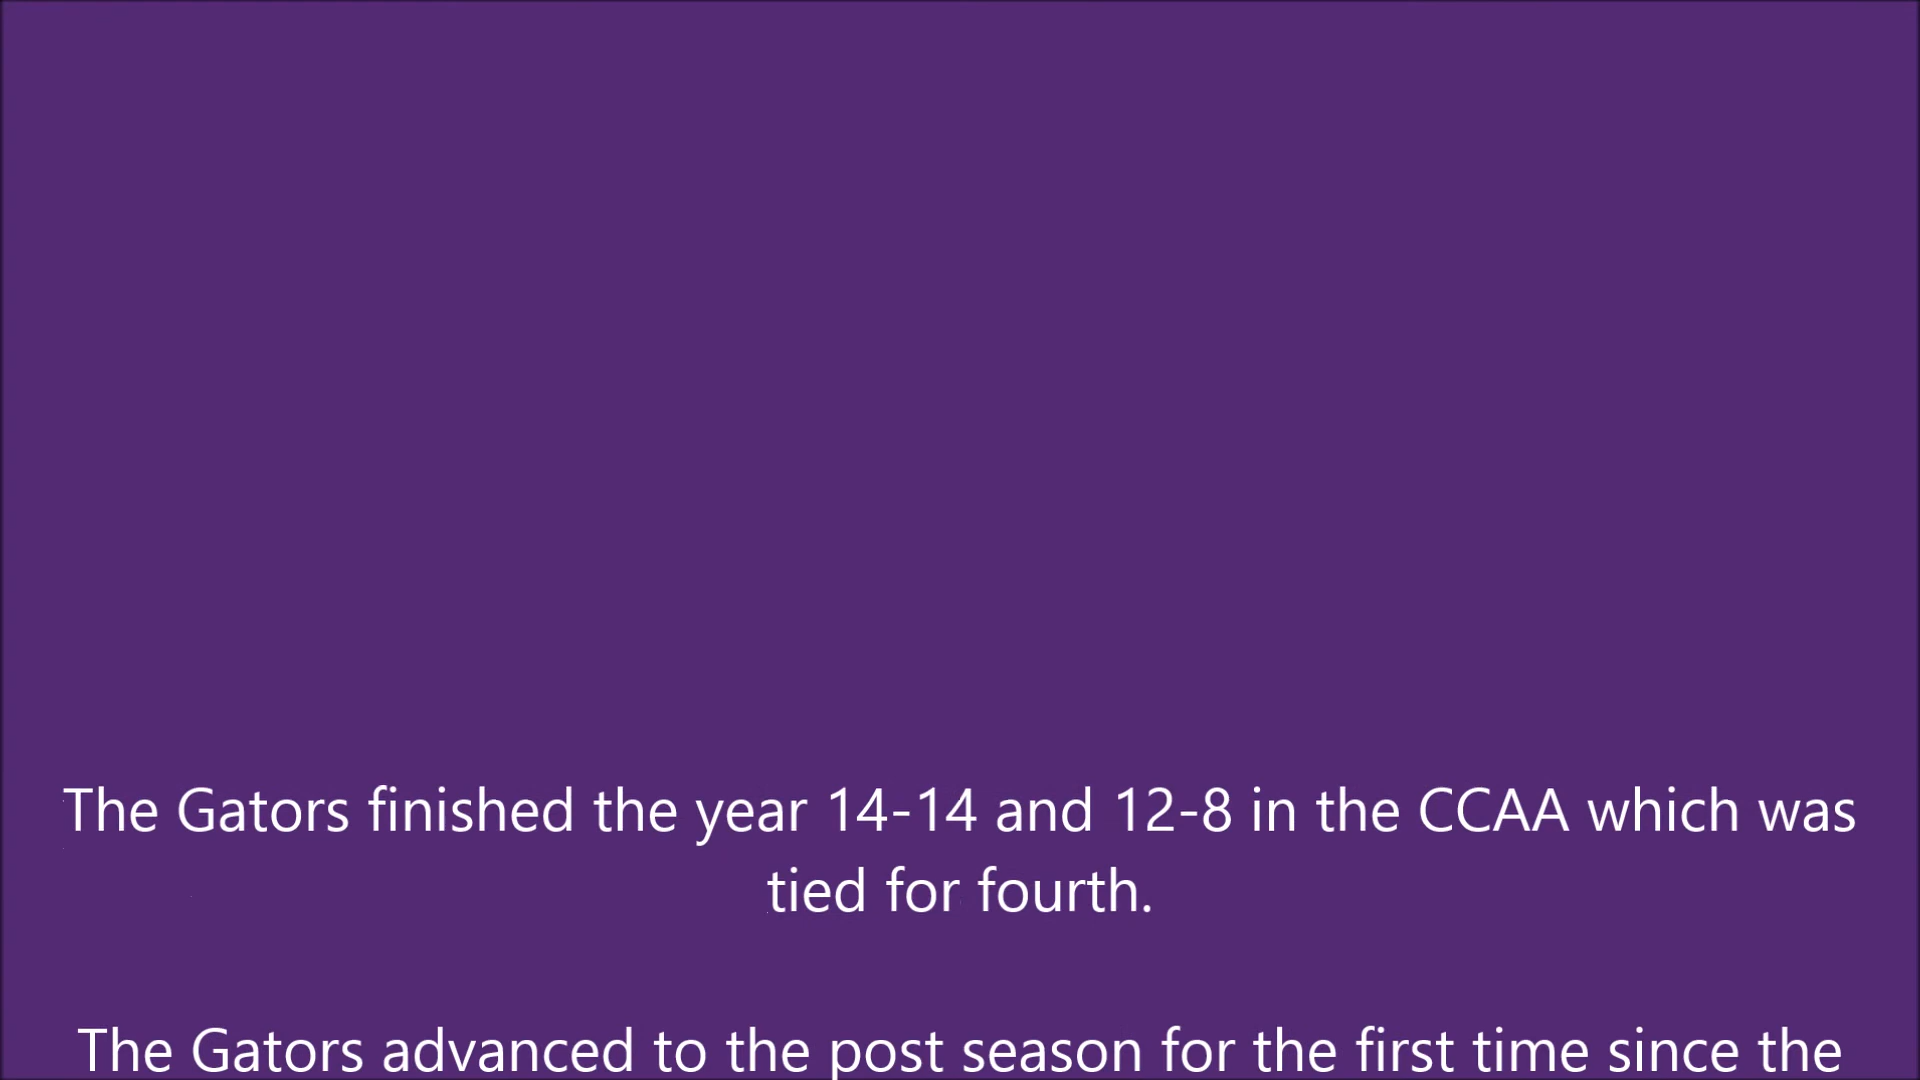 The Gators finished the year 14-14 and 12-8 in the CCAA which was
tied for fourth.
The Gators advanced to the post season for the first time since the